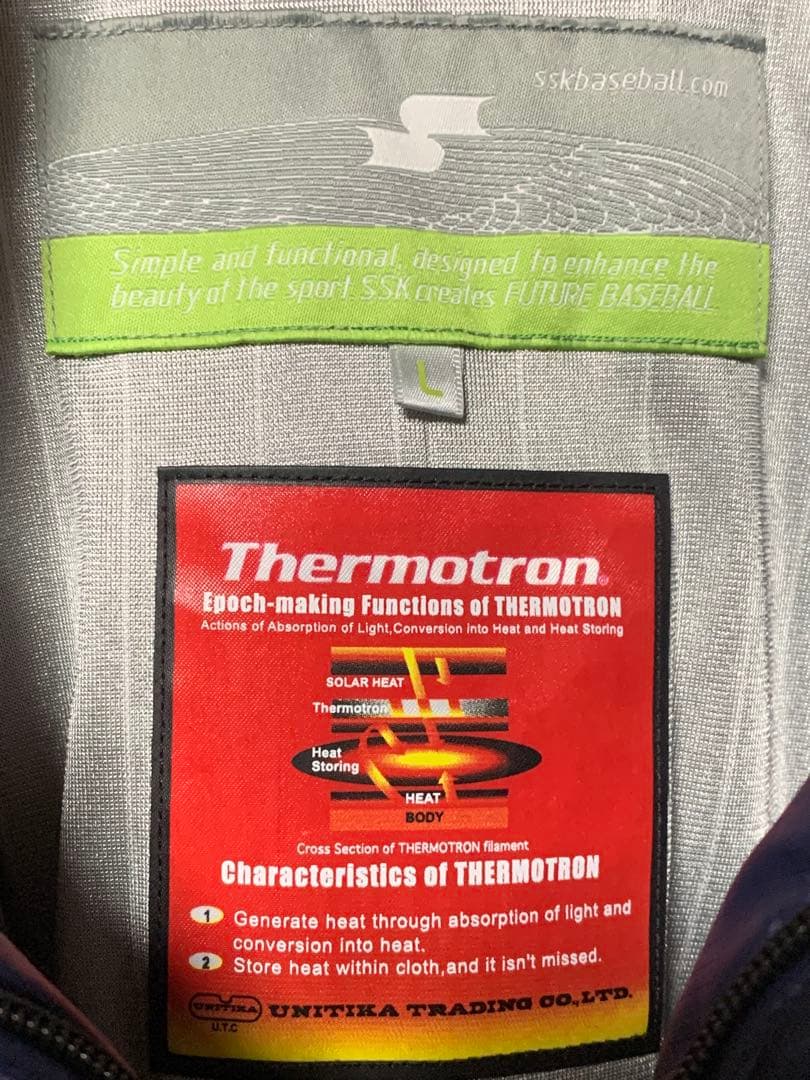 sskbaseball.com
Simple and functional, designed to enhance the
beauty of the sport. SSK creates FUTURE BASEBALL
L
Thermotron®
Epoch-making Functions of THERMOTRON
Actions of Absorption of Light,Conversion into Heat and Heat Storing
SOLAR HEAT
Thermotron
Heat
Storing
HEAT
BODY
Cross Section of THERMOTRON filament
Characteristics of THERMOTRON
1 Generate heat through absorption of light and
conversion into heat.
2 Store heat within cloth,and it isn't missed.
UNITIKA UNITIKA TRADING CO.,LTD.
U.T.C